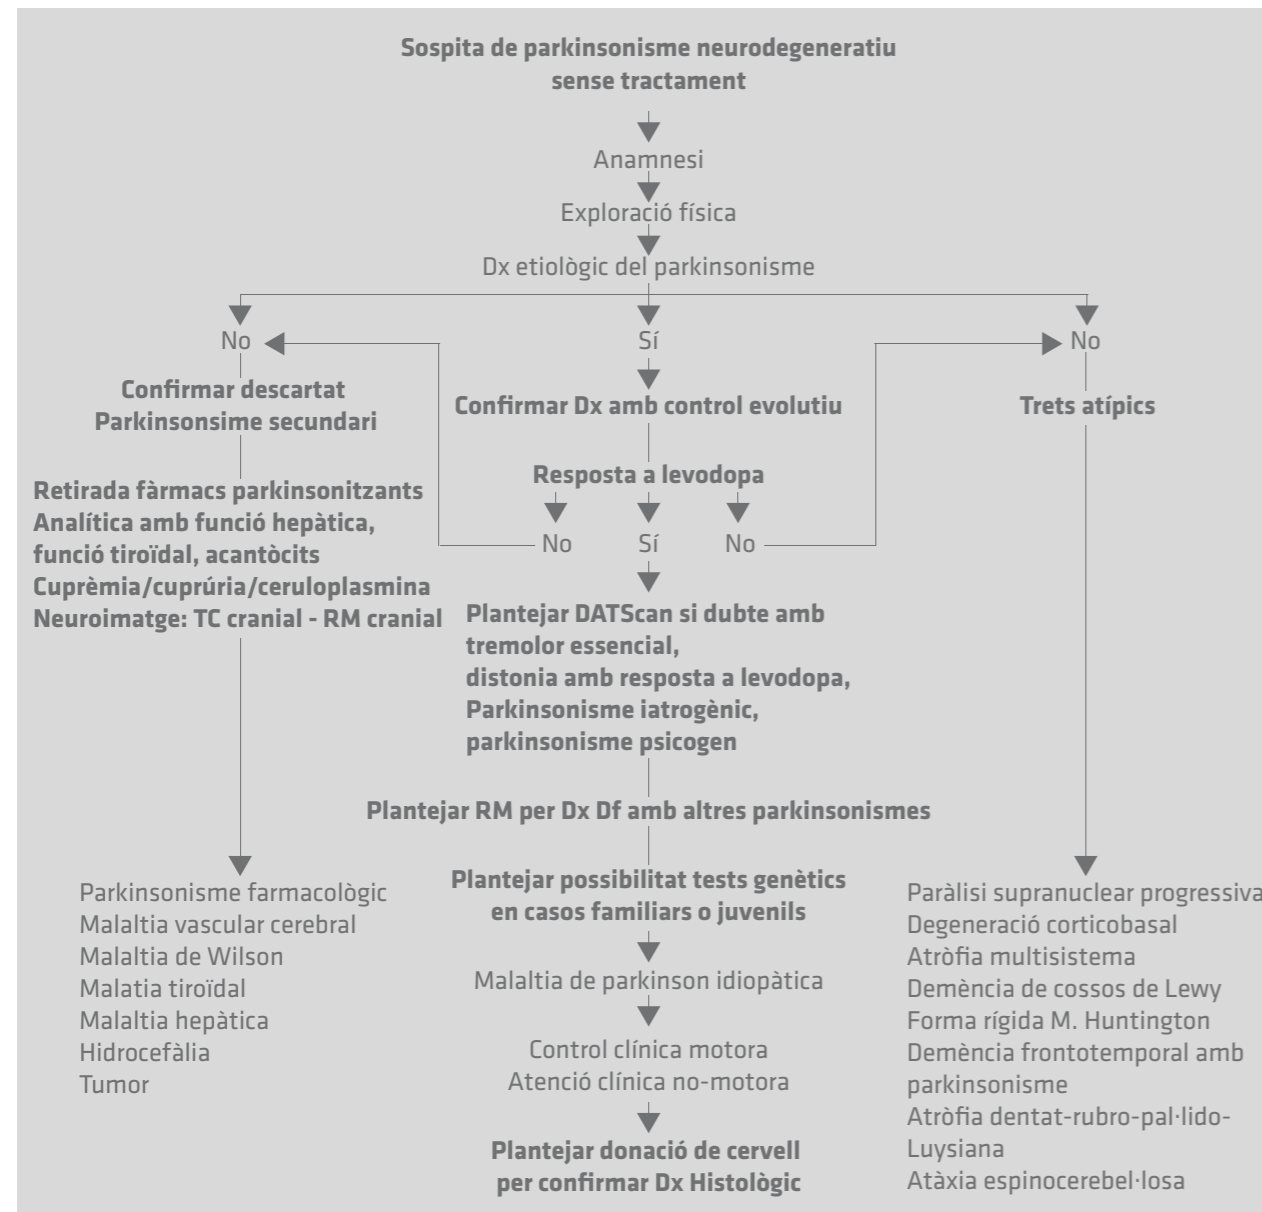 Sospita de parkinsonisme neurodegeneratiu
sense tractament
Anamnesi
Exploració física
Dx etiològic del parkinsonisme
No
Sí
No
Confirmar descartat
Parkinsonsime secundari
Confirmar Dx amb control evolutiu
Trets atípics
Retirada fàrmacs parkinsonitzants
Analítica amb funció hepàtica,
funció tiroïdal, acantòcits
Cuprèmia/cuprúria/ceruloplasmina
Neuroimatge: TC cranial - RM cranial
Resposta a levodopa
No
Sí
No
Plantejar DATScan si dubte amb
tremolor essencial,
distonia amb resposta a levodopa,
Parkinsonisme iatrogènic,
parkinsonisme psicogen
Plantejar RM per Dx Df amb altres parkinsonismes
Plantejar possibilitat tests genètics
en casos familiars o juvenils
Malaltia de parkinson idiopàtica
Control clínica motora
Atenció clínica no-motora
Plantejar donació de cervell
per confirmar Dx Histològic
Parkinsonisme farmacològic
Malaltia vascular cerebral
Malaltia de Wilson
Malatia tiroïdal
Malaltia hepàtica
Hidrocefàlia
Tumor
Paràlisi supranuclear progressiva
Degeneració corticobasal
Atròfia multisistema
Demència de cossos de Lewy
Forma rígida M. Huntington
Demència frontotemporal amb
parkinsonisme
Atròfia dentat-rubro-pal·lido-
Luysiana
Atàxia espinocerebel·losa